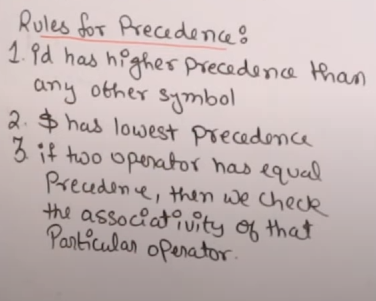 Rules for Precedence:
1. id has higher precedence than
any other symbol
2. $ has lowest precedence
3. if two operator has equal
Precedence, then we check
the associativity of that
Particular operator.